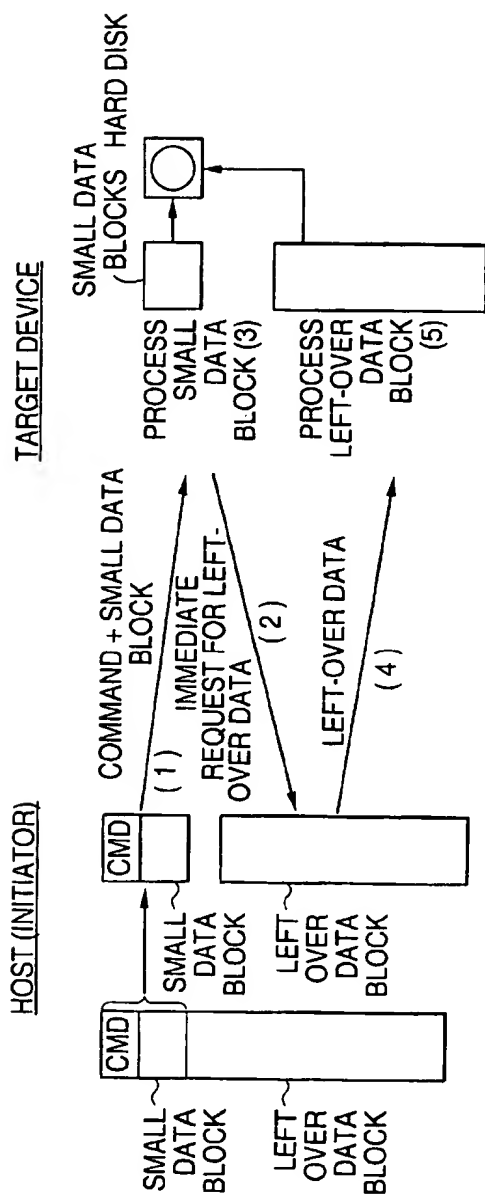 HOST (INITIATOR)
TARGET DEVICE
CMD
SMALL
DATA
BLOCK
LEFT
OVER
DATA
BLOCK
CMD
SMALL
DATA
BLOCK
LEFT
OVER
DATA
BLOCK
COMMAND + SMALL DATA
BLOCK
(1)
IMMEDIATE
REQUEST FOR LEFT-
OVER DATA
(2)
LEFT-OVER DATA
(4)
SMALL DATA
BLOCKS
HARD DISK
PROCESS
SMALL
DATA
BLOCK (3)
PROCESS
LEFT-OVER
DATA
BLOCK
(5)